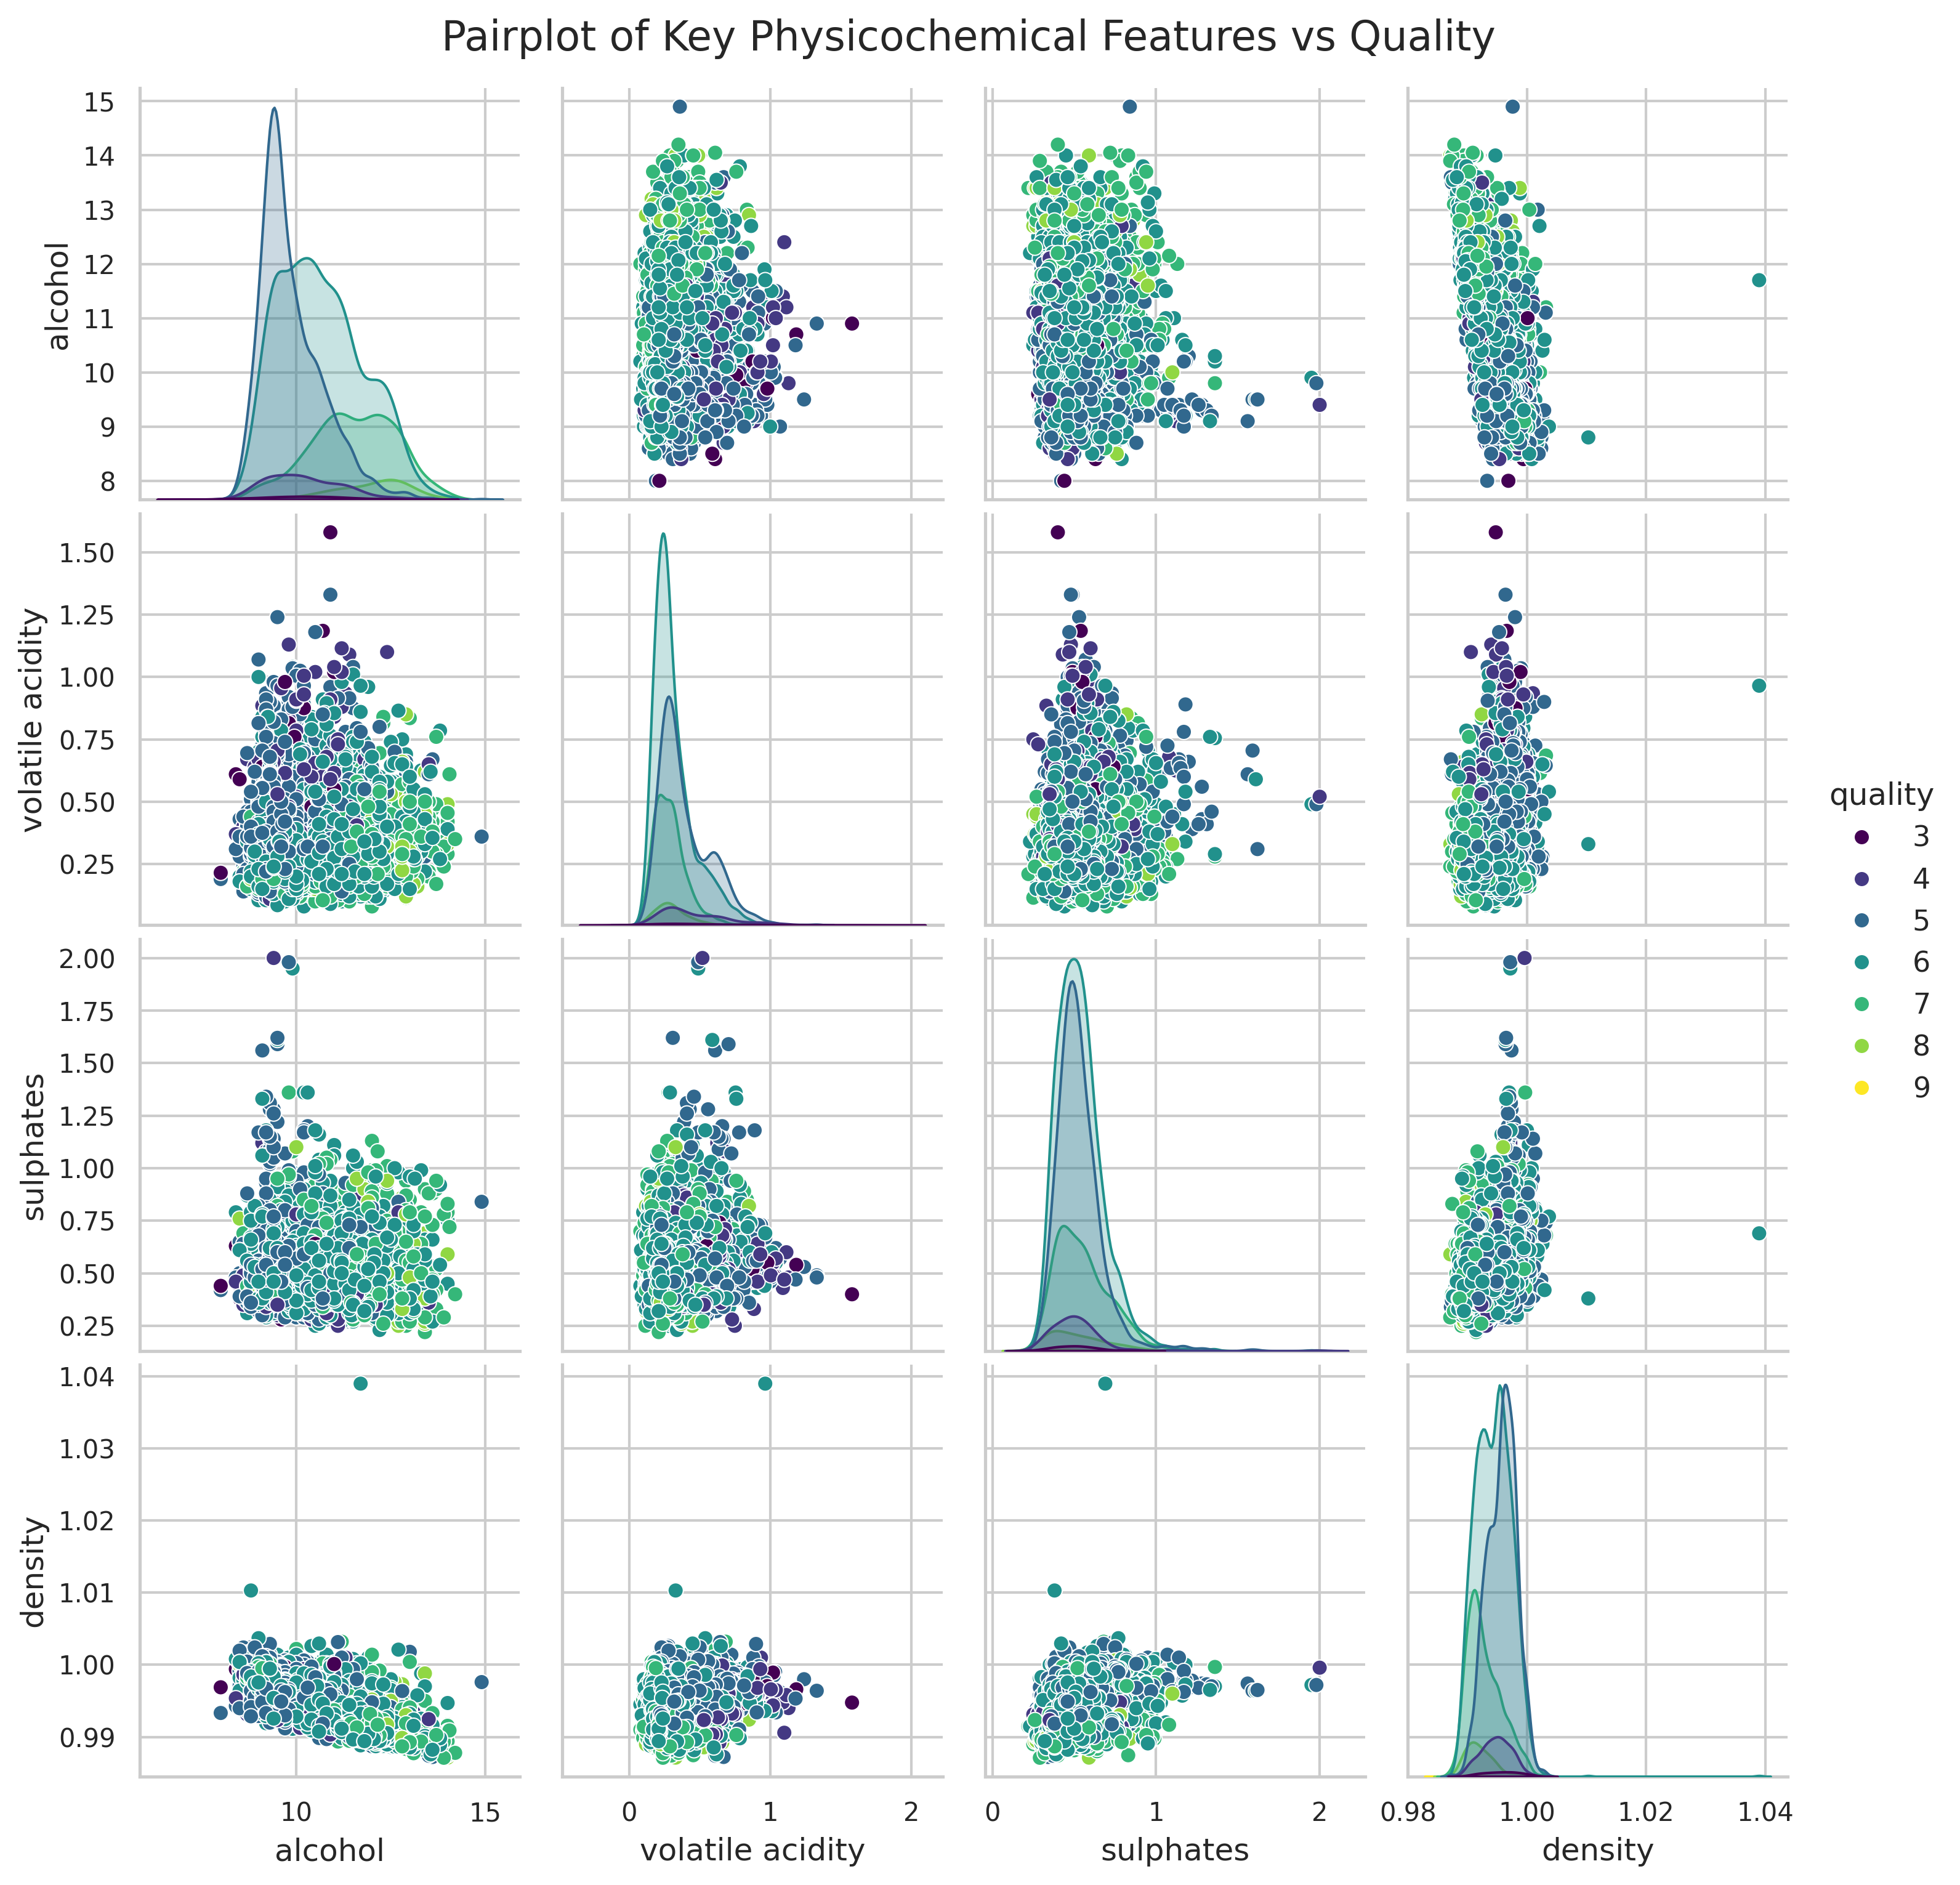 Pairplot of Key Physicochemical Features vs Quality
15
14
13
12
11
10
9
8
alcohol
1.50
1.25
1.00
0.75
0.50
0.25
volatile acidity
2.00
1.75
1.50
1.25
1.00
0.75
0.50
0.25
sulphates
1.04
1.03
1.02
1.01
1.00
0.99
density
10 15
alcohol
0 1 2
volatile acidity
0 1 2
sulphates
0.98 1.00 1.02 1.04
density
quality
3
4
5
6
7
8
9